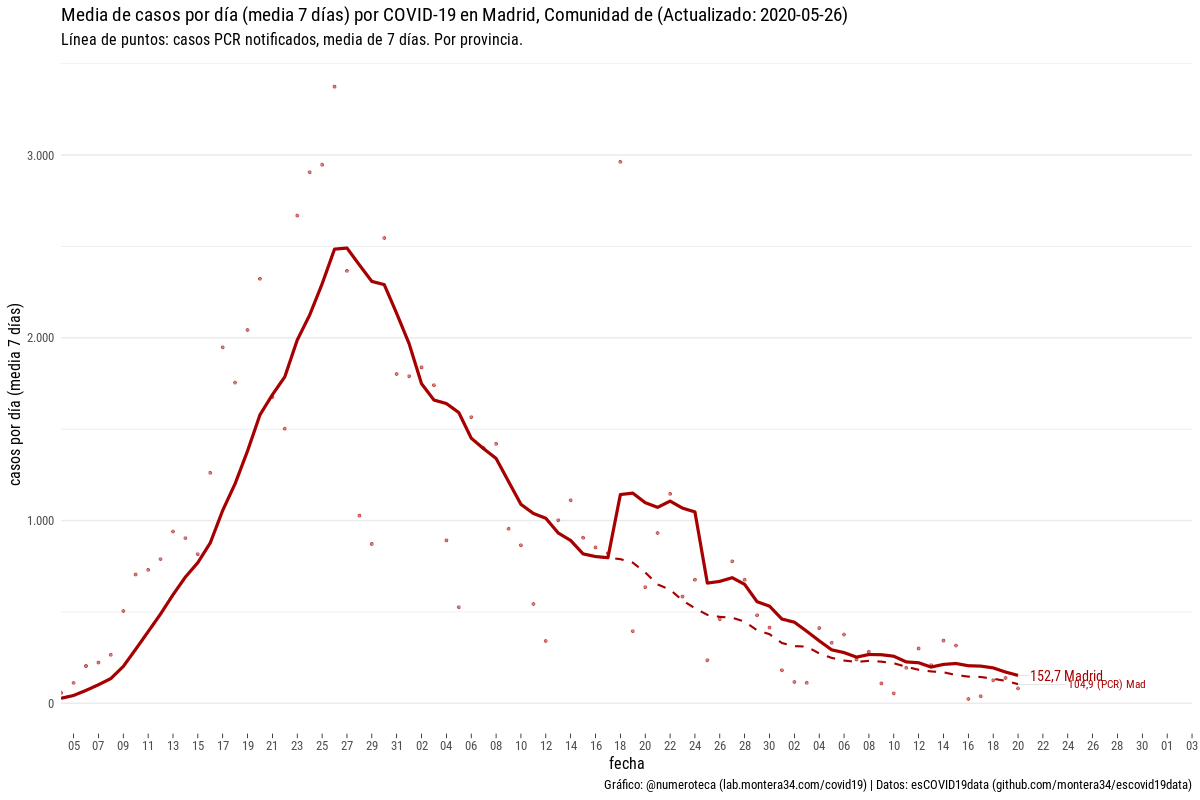 Media de casos por día (media 7 días) por COVID-19 en Madrid, Comunidad de (Actualizado: 2020-05-26)
Línea de puntos: casos PCR notificados, media de 7 días. Por provincia.
casos por día (media 7 días)
3.000
2.000
1.000
0
152,7 Madrid
104,9 (PCR) Mad
05 07 09 11 13 15 17 19 21 23 25 27 29 31 02 04 06 08 10 12 14 16 18 20 22 24 26 28 30 02 04 06 08 10 12 14 16 18 20 22 24 26 28 30 01 03
fecha
Gráfico: @numeroteca (lab.montera34.com/covid19) | Datos: esCOVID19data (github.com/montera34/escovid19data)